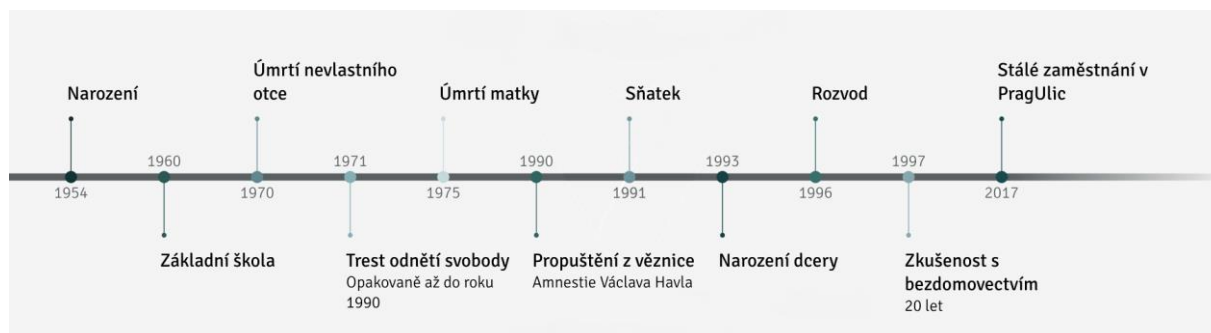 Narození
Úmrtí nevlastního
otce
Úmrtí matky
Sňatek
Rozvod
Stálé zaměstnání v
PragUlic
1960
1971
1990
1993
1997
1954
1970
1975
1991
1996
2017
Základní škola
Trest odnětí svobody
Opakovaně až do roku
1990
Propuštění z věznice
Amnestie Václava Havla
Narození dcery
Zkušenost s
bezdomovectvím
20 let